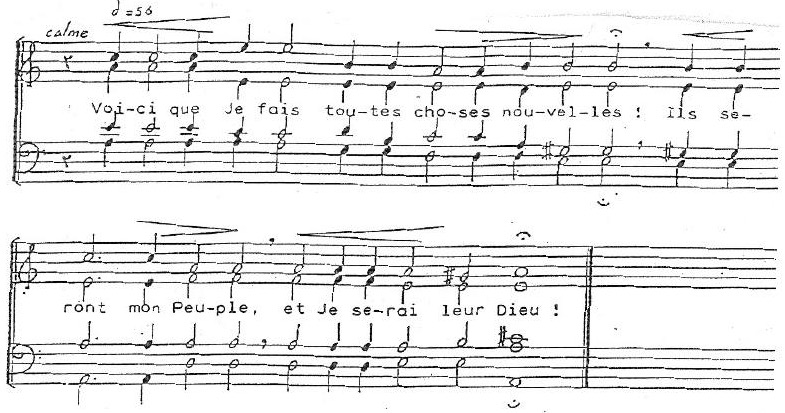 ♩=56
calme
Voi-ci que Je fais tou-tes cho-ses nou-vel-les ! Ils se-
ront mon Peu-ple, et Je se-rai leur Dieu !